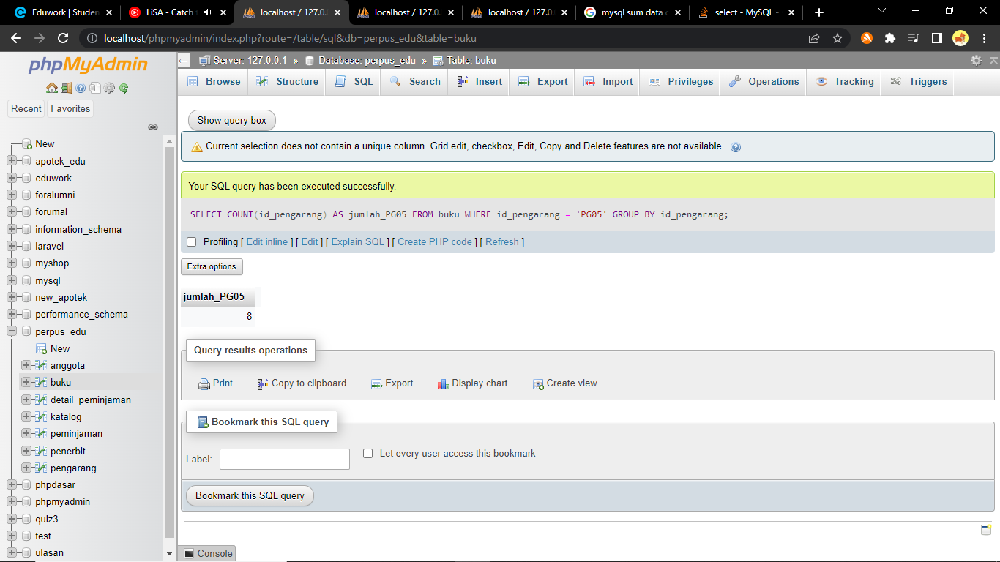 Eduwork | Studen
LiSA - Catch t
localhost / 127.0.
localhost / 127.0.
localhost / 127.0.
mysql sum data c
select - MySQL -
localhost/phpmyadmin/index.php?route=/table/sql&db=perpus_edu&table=buku
phpMyAdmin
Recent
Favorites
New
apotek_edu
eduwork
foralumni
forumal
information_schema
laravel
myshop
mysql
new_apotek
performance_schema
perpus_edu
New
anggota
buku
detail_peminjaman
katalog
peminjaman
penerbit
pengarang
phpdasar
phpmyadmin
quiz3
test
ulasan
Server: 127.0.0.1 » Database: perpus_edu » Table: buku
Browse
Structure
SQL
Search
Insert
Export
Import
Privileges
Operations
Tracking
Triggers
Show query box
Current selection does not contain a unique column. Grid edit, checkbox, Edit, Copy and Delete features are not available.
Your SQL query has been executed successfully.
SELECT COUNT(id_pengarang) AS jumlah_PG05 FROM buku WHERE id_pengarang = 'PG05' GROUP BY id_pengarang;
Profiling [ Edit inline ] [ Edit ] [ Explain SQL ] [ Create PHP code ] [ Refresh ]
Extra options
jumlah_PG05
8
Query results operations
Print
Copy to clipboard
Export
Display chart
Create view
Bookmark this SQL query
Label:
Let every user access this bookmark
Bookmark this SQL query
Console